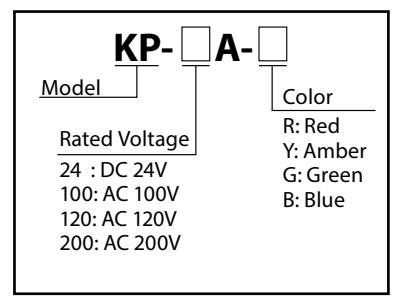 KP-□A-□
Model
Color
R: Red
Y: Amber
G: Green
B: Blue
Rated Voltage
24 : DC 24V
100: AC 100V
120: AC 120V
200: AC 200V